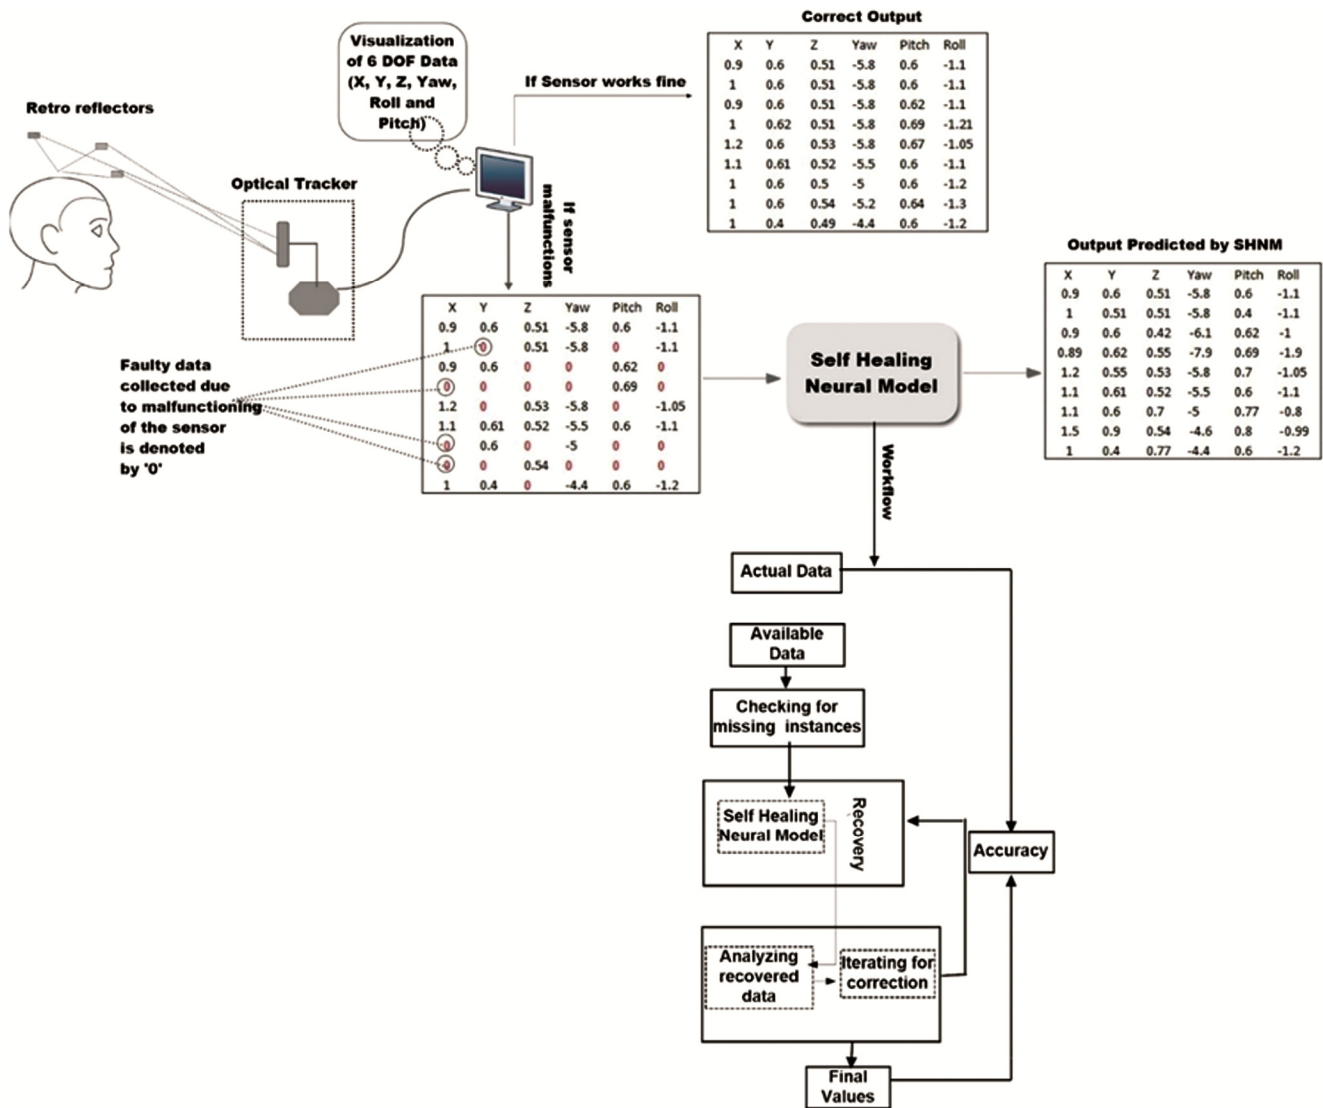 Correct Output
X Y Z Yaw Pitch Roll
0.9 0.6 0.51 -5.8 0.6 -1.1
1 0.6 0.51 -5.8 0.6 -1.1
0.9 0.6 0.51 -5.8 0.62 -1.1
1 0.62 0.51 -5.8 0.69 -1.21
1.2 0.6 0.53 -5.8 0.67 -1.05
1.1 0.61 0.52 -5.5 0.6 -1.1
1 0.6 0.5 -5 0.6 -1.2
1 0.6 0.54 -5.2 0.64 -1.3
1 0.4 0.49 -4.4 0.6 -1.2
Visualization
of 6 DOF Data
(X, Y, Z, Yaw,
Roll and
Pitch)
If Sensor works fine
Retro reflectors
Optical Tracker
If sensor
malfunctions
X Y Z Yaw Pitch Roll
0.9 0.6 0.51 -5.8 0.6 -1.1
1 0 0.51 -5.8 0 -1.1
0.9 0.6 0 0 0.62 0
0 0 0 0 0.69 0
1.2 0 0.53 -5.8 0 -1.05
1.1 0.61 0.52 -5.5 0.6 -1.1
0 0.6 0 -5 0 0
0 0 0.54 0 0 0
1 0.4 0 -4.4 0.6 -1.2
Faulty data
collected due
to malfunctioning
of the sensor
is denoted
by '0'
Self Healing
Neural Model
Output Predicted by SHNM
X Y Z Yaw Pitch Roll
0.9 0.6 0.51 -5.8 0.6 -1.1
1 0.51 0.51 -5.8 0.4 -1.1
0.9 0.6 0.42 -6.1 0.62 -1
0.89 0.62 0.55 -7.9 0.69 -1.9
1.2 0.55 0.53 -5.8 0.7 -1.05
1.1 0.61 0.52 -5.5 0.6 -1.1
1.1 0.6 0.7 -5 0.77 -0.8
1.5 0.9 0.54 -4.6 0.8 -0.99
1 0.4 0.77 -4.4 0.6 -1.2
Workflow
Actual Data
Available
Data
Checking for
missing instances
Self Healing
Neural Model
Recovery
Accuracy
Analyzing
recovered
data
Iterating for
correction
Final
Values